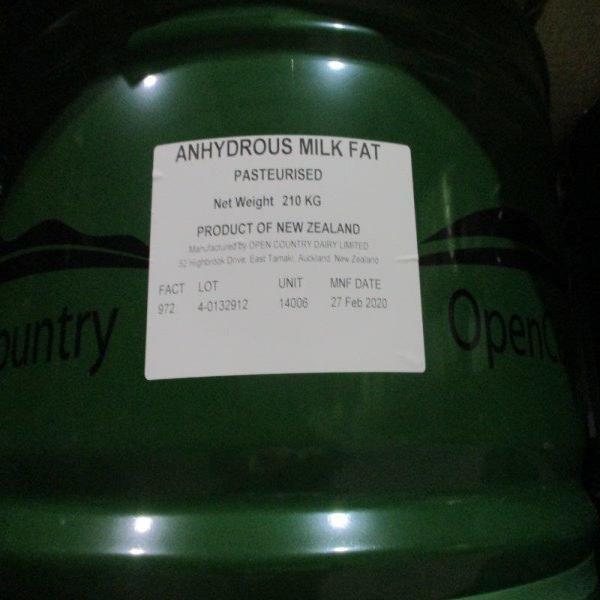 ANHYDROUS MILK FAT
PASTEURISED
Net Weight 210 KG
PRODUCT OF NEW ZEALAND
Manufactured by OPEN COUNTRY DAIRY LIMITED
52 Highbrook Drive, East Tamaki, Auckland, New Zealand
FACT LOT UNIT MNF DATE
972 4-0132912 14006 27 Feb 2020
ountry
OpenC